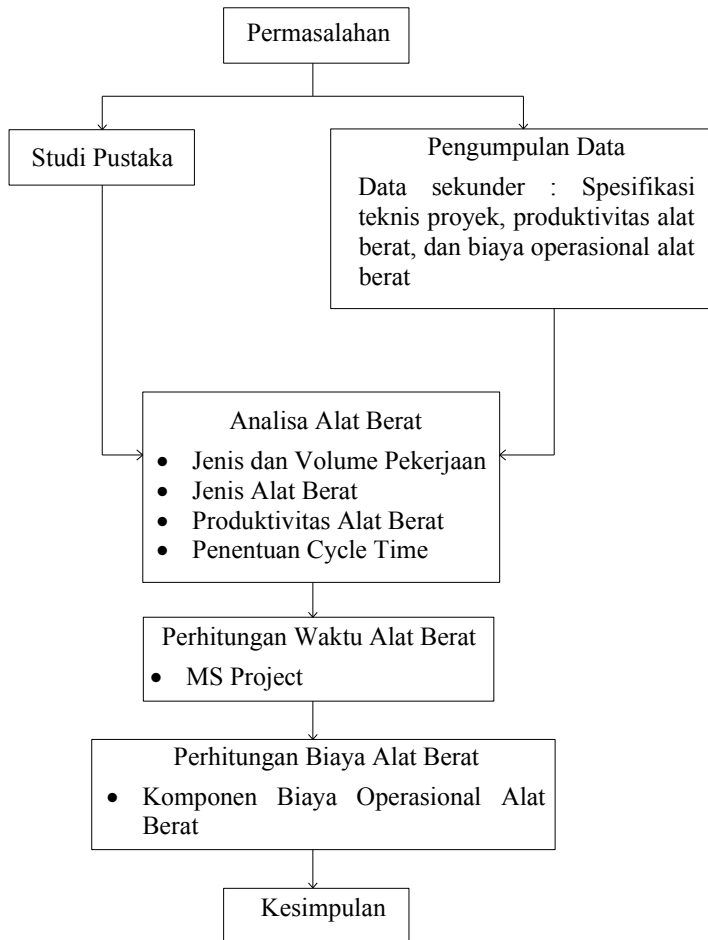 Permasalahan
Studi Pustaka
Pengumpulan Data
Data sekunder : Spesifikasi
teknis proyek, produktivitas alat
berat, dan biaya operasional alat
berat
Analisa Alat Berat
• Jenis dan Volume Pekerjaan
• Jenis Alat Berat
• Produktivitas Alat Berat
• Penentuan Cycle Time
Perhitungan Waktu Alat Berat
• MS Project
Perhitungan Biaya Alat Berat
• Komponen Biaya Operasional Alat
Berat
Kesimpulan